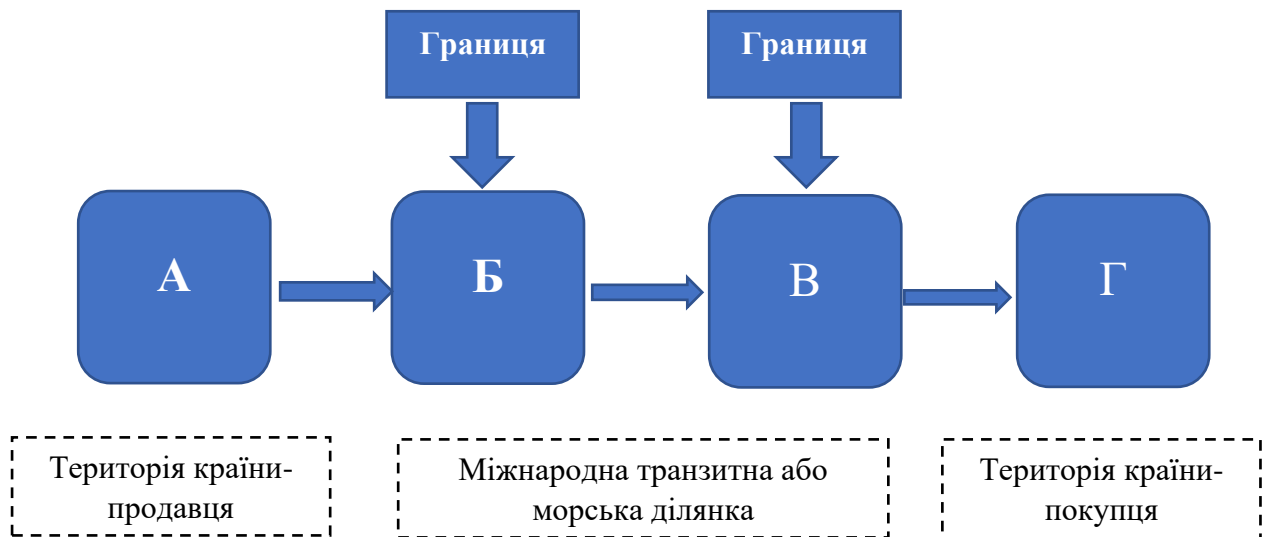 Границя
Границя
А
Б
В
Г
Територія країни-
продавця
Міжнародна транзитна або
морська ділянка
Територія країни-
покупця